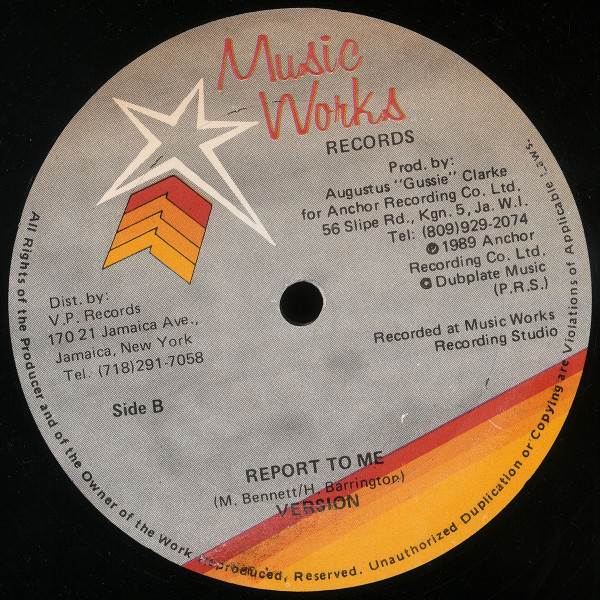 Music
Works
RECORDS
Prod. by:
Augustus "Gussie" Clarke
for Anchor Recording Co. Ltd.
56 Slipe Rd., Kgn. 5, Ja. W.I.
Tel: (809)929-2074
℗ 1989 Anchor
Recording Co. Ltd.
© Dubplate Music
(P.R.S.)
Recorded at Music Works
Recording Studio
Dist. by:
V.P. Records
170 21 Jamaica Ave.,
Jamaica, New York
Tel. (718)291-7058
Side B
REPORT TO ME
(M. Bennett/H. Barrington)
VERSION
All Rights of the Producer and of the Owner of the Work Reproduced, Reserved. Unauthorized Duplication or Copying are Violations of Applicable Laws.